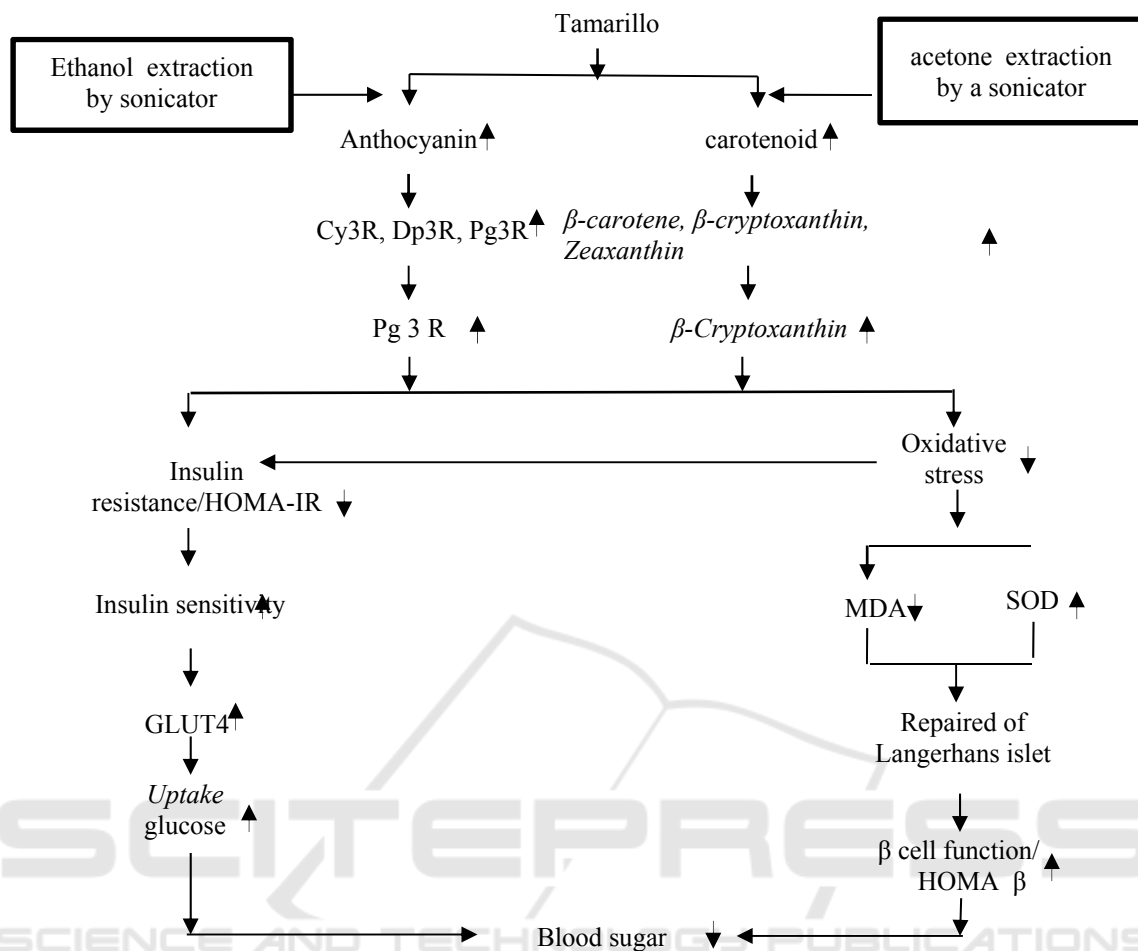 Tamarillo
Ethanol extraction
by sonicator
acetone extraction
by a sonicator
Anthocyanin
carotenoid
Cy3R, Dp3R, Pg3R
β-carotene, β-cryptoxanthin,
Zeaxanthin
Pg 3 R
β-Cryptoxanthin
Insulin
resistance/HOMA-IR
Oxidative
stress
Insulin sensitivity
MDA
SOD
GLUT4
Repaired of
Langerhans islet
Uptake
glucose
β cell function/
HOMA β
Blood sugar
SCITEPRESS
SCIENCE AND TECHNOLOGY PUBLICATIONS